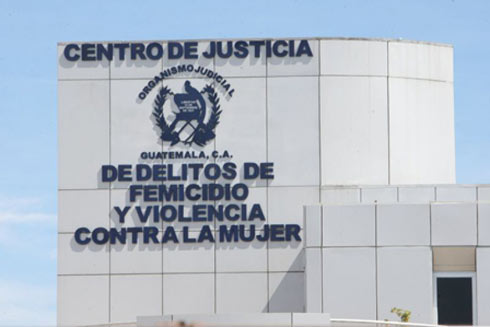 CENTRO DE JUSTICIA
ORGANISMO JUDICIAL
GUATEMALA, C.A.
DE DELITOS DE
FEMICIDIO
Y VIOLENCIA
CONTRA LA MUJER